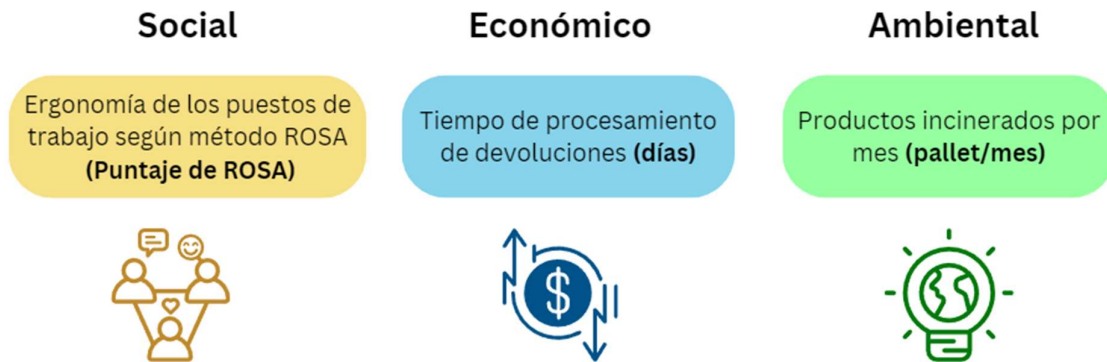 Social
Ergonomía de los puestos de
trabajo según método ROSA
(Puntaje de ROSA)
Económico
Tiempo de procesamiento
de devoluciones (días)
Ambiental
Productos incinerados por
mes (pallet/mes)
$